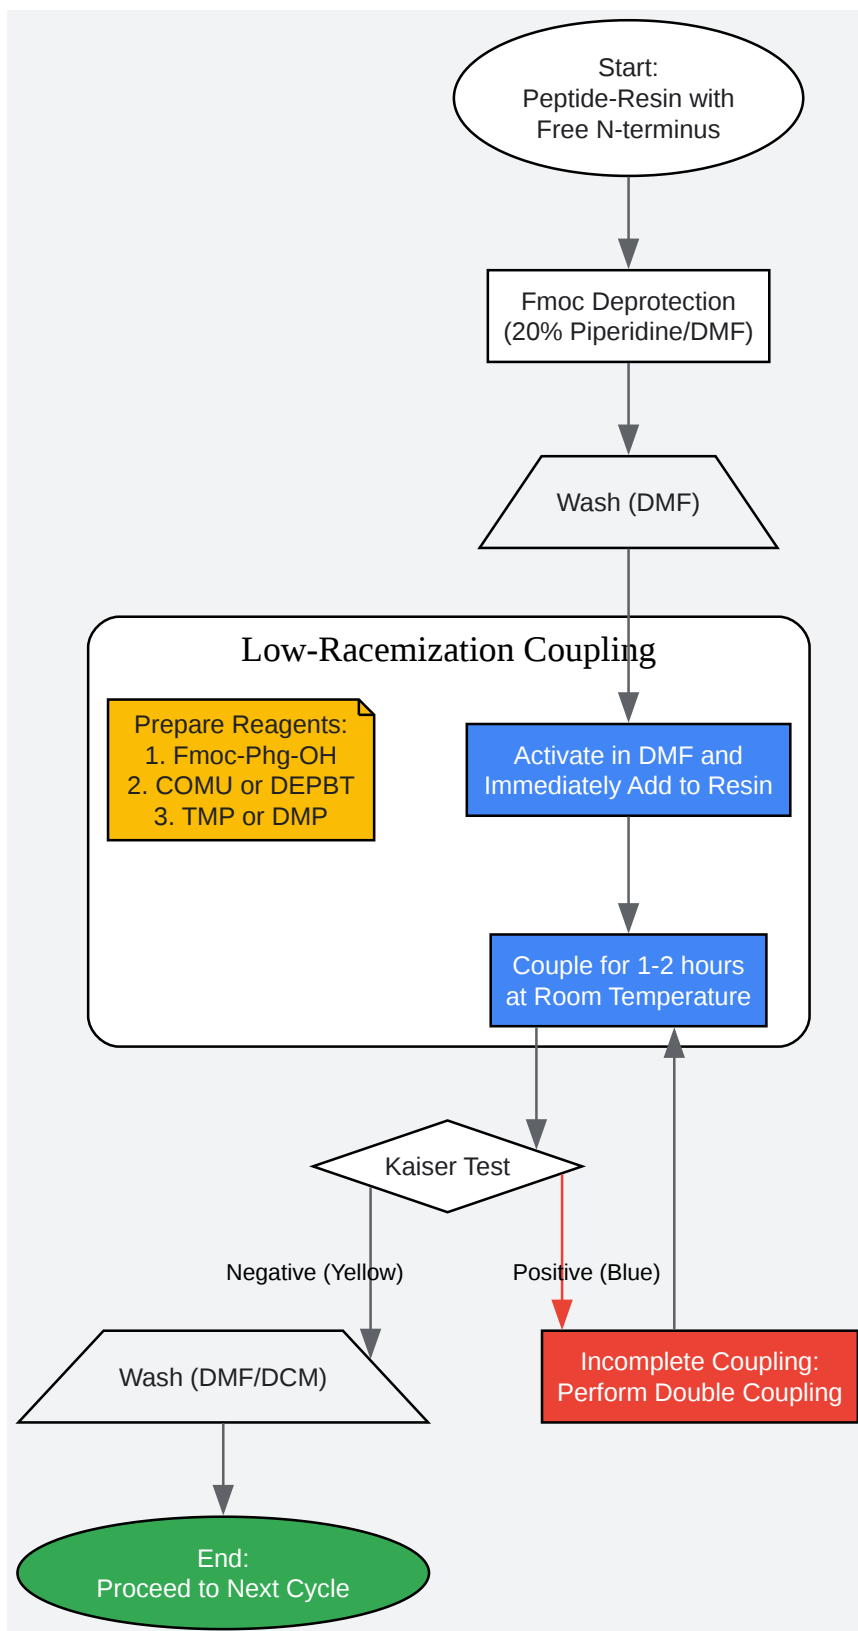 Start:
Peptide-Resin with
Free N-terminus
Fmoc Deprotection
(20% Piperidine/DMF)
Wash (DMF)
Low-Racemization Coupling
Prepare Reagents:
1. Fmoc-Phg-OH
2. COMU or DEPBT
3. TMP or DMP
Activate in DMF and
Immediately Add to Resin
Couple for 1-2 hours
at Room Temperature
Kaiser Test
Negative (Yellow)
Positive (Blue)
Wash (DMF/DCM)
Incomplete Coupling:
Perform Double Coupling
End:
Proceed to Next Cycle